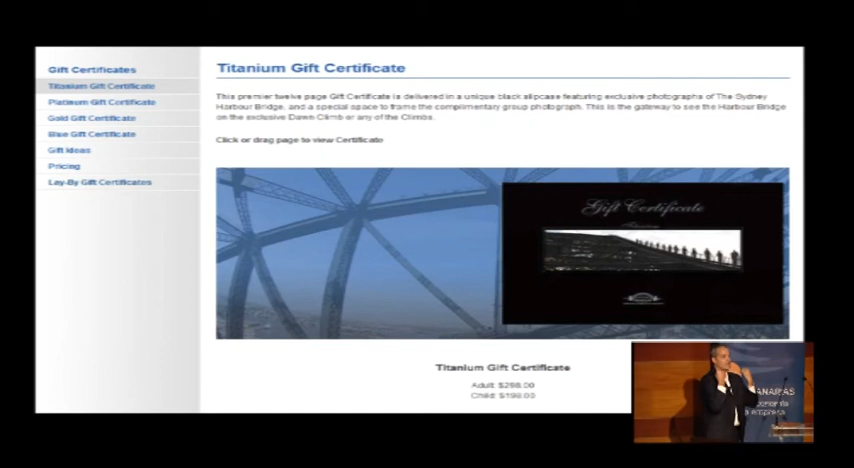 Gift Certificates
Titanium Gift Certificate
Platinum Gift Certificate
Gold Gift Certificate
Blue Gift Certificate
Gift Ideas
Pricing
Lay-By Gift Certificates
Titanium Gift Certificate
This premier twelve page Gift Certificate is delivered in a unique black slipcase featuring exclusive photographs of The Sydney
Harbour Bridge, and a special space to frame the complimentary group photograph. This is the gateway to see the Harbour Bridge
on the exclusive Dawn Climb or any of the Climbs.
Click or drag page to view Certificate
Gift Certificate
Titanium Gift Certificate
Adult: $298.00
Child: $198.00
ANARIAS
conomía
a empresa